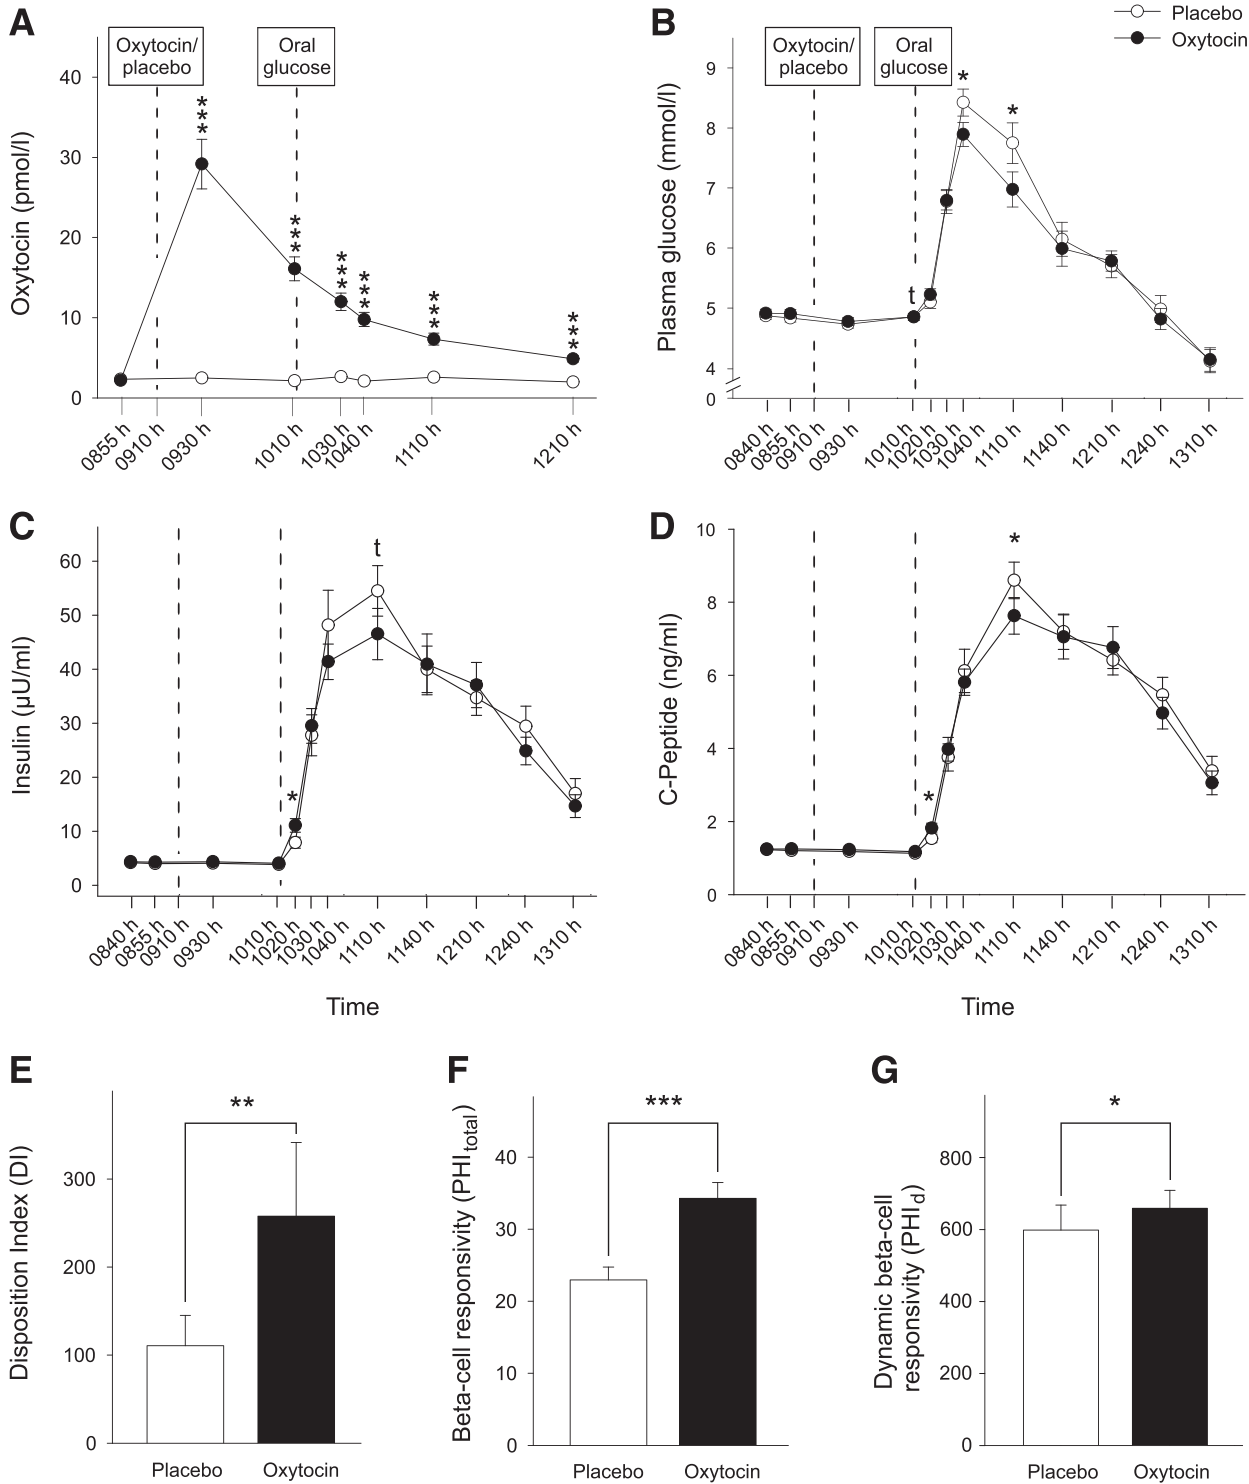 A
Oxytocin/
placebo
Oral
glucose
Oxytocin (pmol/l)
40
30
20
10
0
***
***
***
***
***
***
0855 h
0910 h
0930 h
1010 h
1030 h
1040 h
1110 h
1210 h
B
Placebo
Oxytocin
Oxytocin/
placebo
Oral
glucose
Plasma glucose (mmol/l)
9
8
7
6
5
4
0
t
*
*
0840 h
0855 h
0910 h
0930 h
1010 h
1020 h
1030 h
1040 h
1110 h
1140 h
1210 h
1240 h
1310 h
C
Insulin (µU/ml)
60
50
40
30
20
10
0
*
t
0840 h
0855 h
0910 h
0930 h
1010 h
1020 h
1030 h
1040 h
1110 h
1140 h
1210 h
1240 h
1310 h
Time
D
C-Peptide (ng/ml)
10
8
6
4
2
0
*
*
0840 h
0855 h
0910 h
0930 h
1010 h
1020 h
1030 h
1040 h
1110 h
1140 h
1210 h
1240 h
1310 h
Time
E
Disposition Index (DI)
300
200
100
0
**
Placebo
Oxytocin
F
Beta-cell responsivity (PHItotal)
40
30
20
10
0
***
Placebo
Oxytocin
G
Dynamic beta-cell
responsivity (PHId)
800
600
400
200
0
*
Placebo
Oxytocin